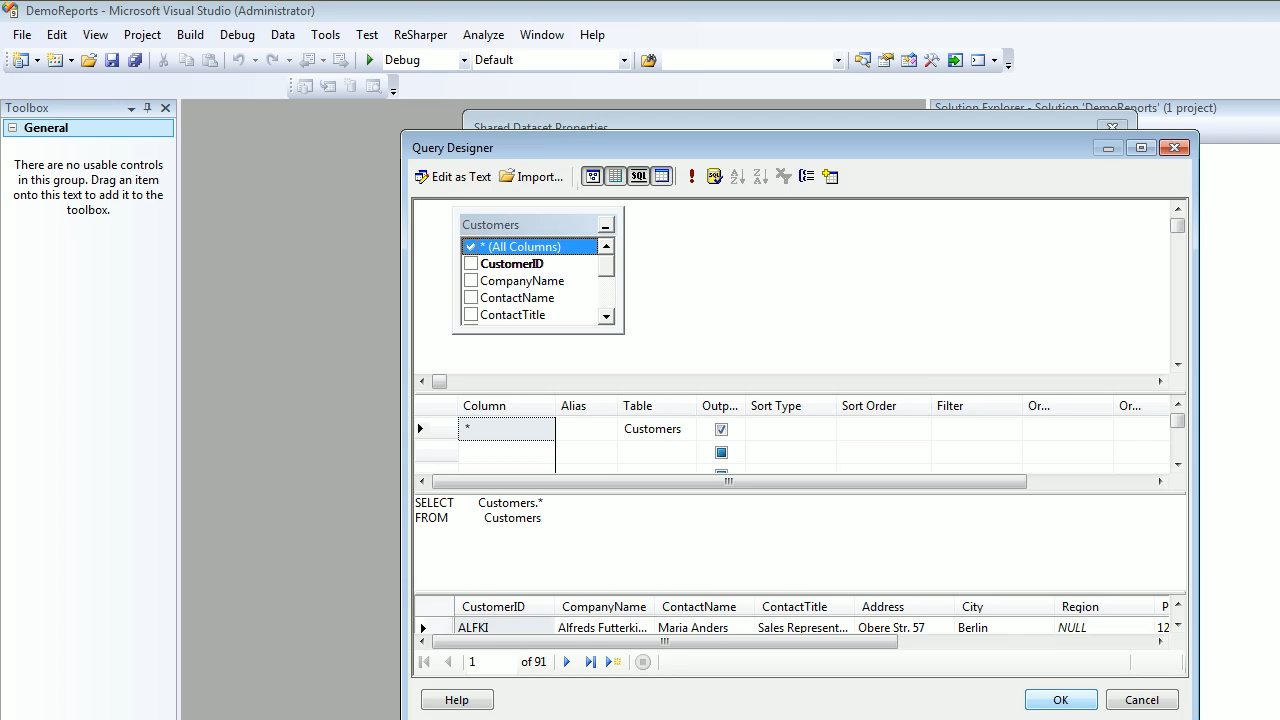 DemoReports - Microsoft Visual Studio (Administrator)
File Edit View Project Build Debug Data Tools Test ReSharper Analyze Window Help
Debug Default
Toolbox
General
There are no usable controls
in this group. Drag an item
onto this text to add it to the
toolbox.
Solution Explorer - Solution 'DemoReports' (1 project)
Shared Dataset Properties
Query Designer
Edit as Text Import... SQL
Customers
* (All Columns)
CustomerID
CompanyName
ContactName
ContactTitle
Column Alias Table Outp... Sort Type Sort Order Filter Or... Or...
* Customers
SELECT Customers.*
FROM Customers
CustomerID CompanyName ContactName ContactTitle Address City Region P
ALFKI Alfreds Futterki... Maria Anders Sales Represent... Obere Str. 57 Berlin NULL 12
1 of 91
Help OK Cancel